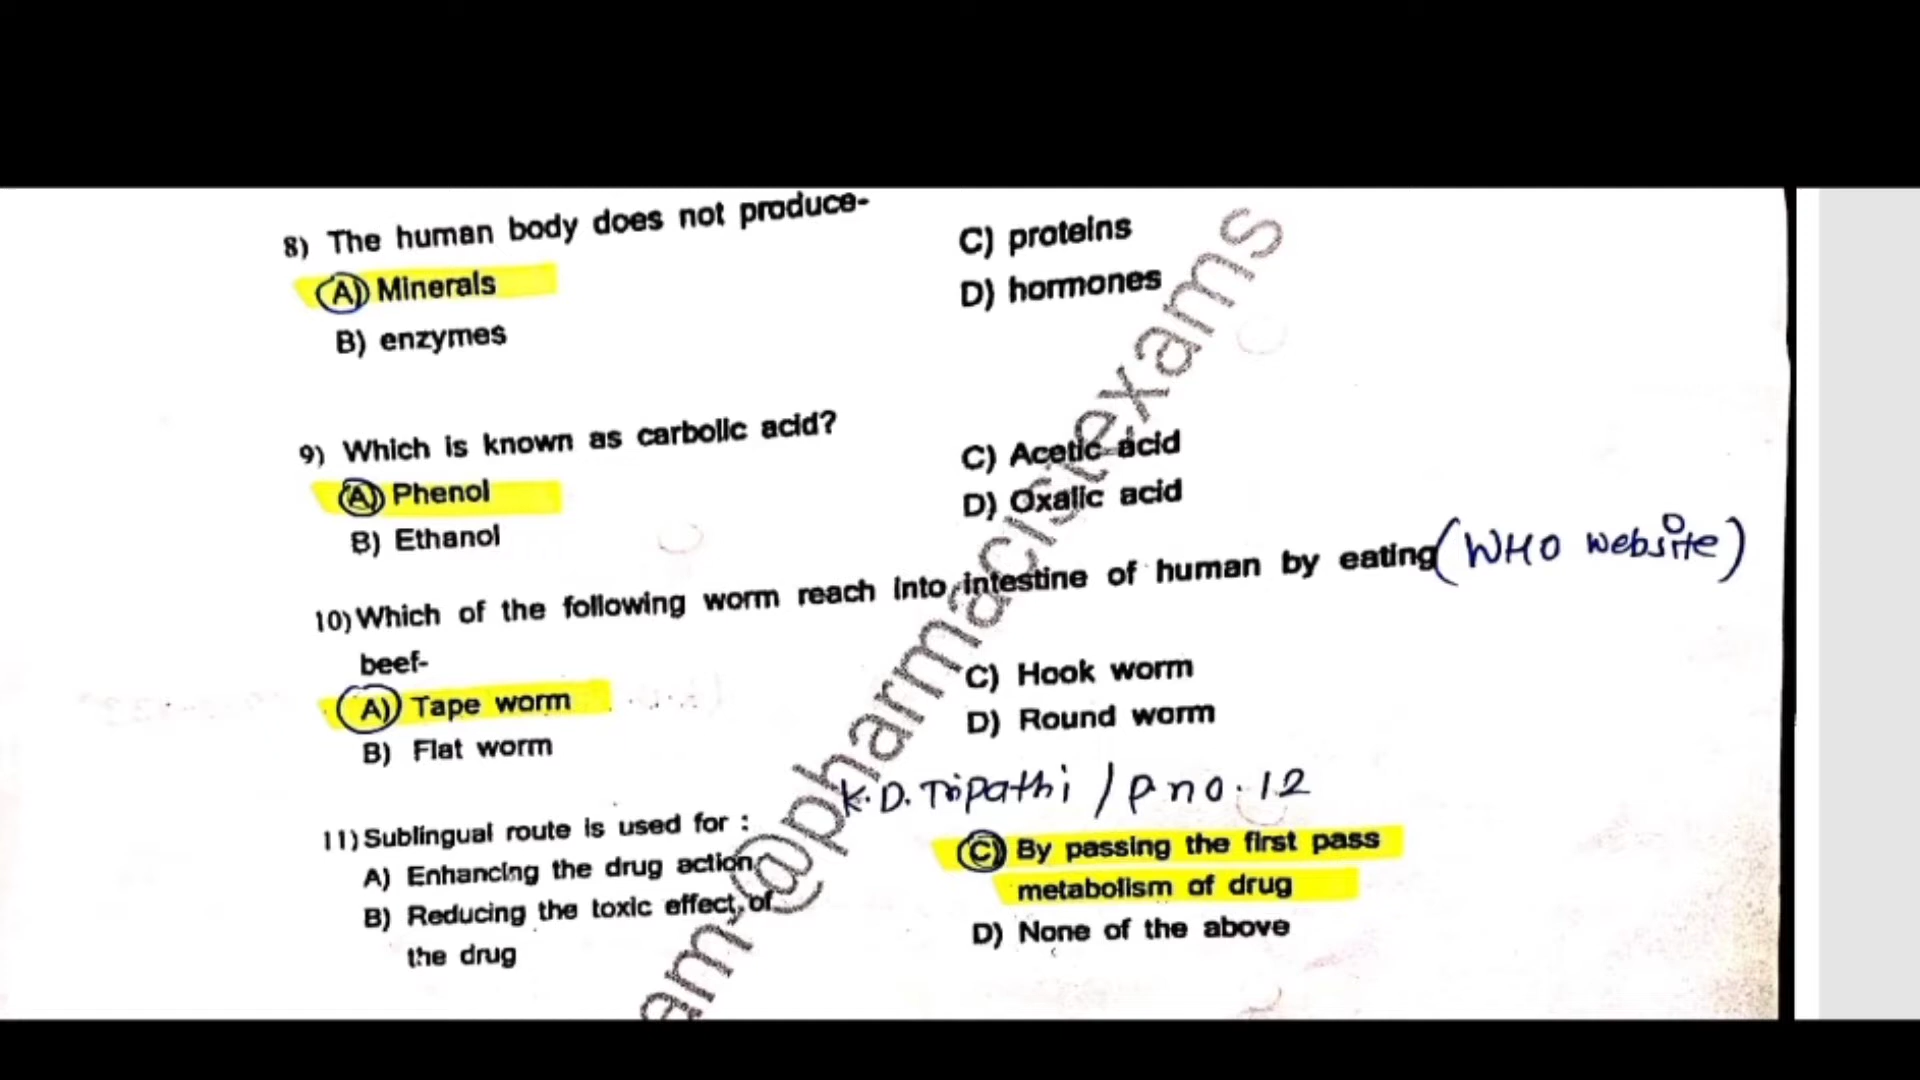 8) The human body does not produce-
A) Minerals
B) enzymes
C) proteins
D) hormones
9) Which is known as carbolic acid?
A) Phenol
B) Ethanol
C) Acetic acid
D) Oxalic acid
10) Which of the following worm reach into intestine of human by eating (WHO website)
beef-
A) Tape worm
B) Flat worm
C) Hook worm
D) Round worm
K.D. Tripathi / P no. 12
11) Sublingual route is used for :
A) Enhancing the drug action
B) Reducing the toxic effect of
the drug
C) By passing the first pass
metabolism of drug
D) None of the above
am-@pharmacistexams